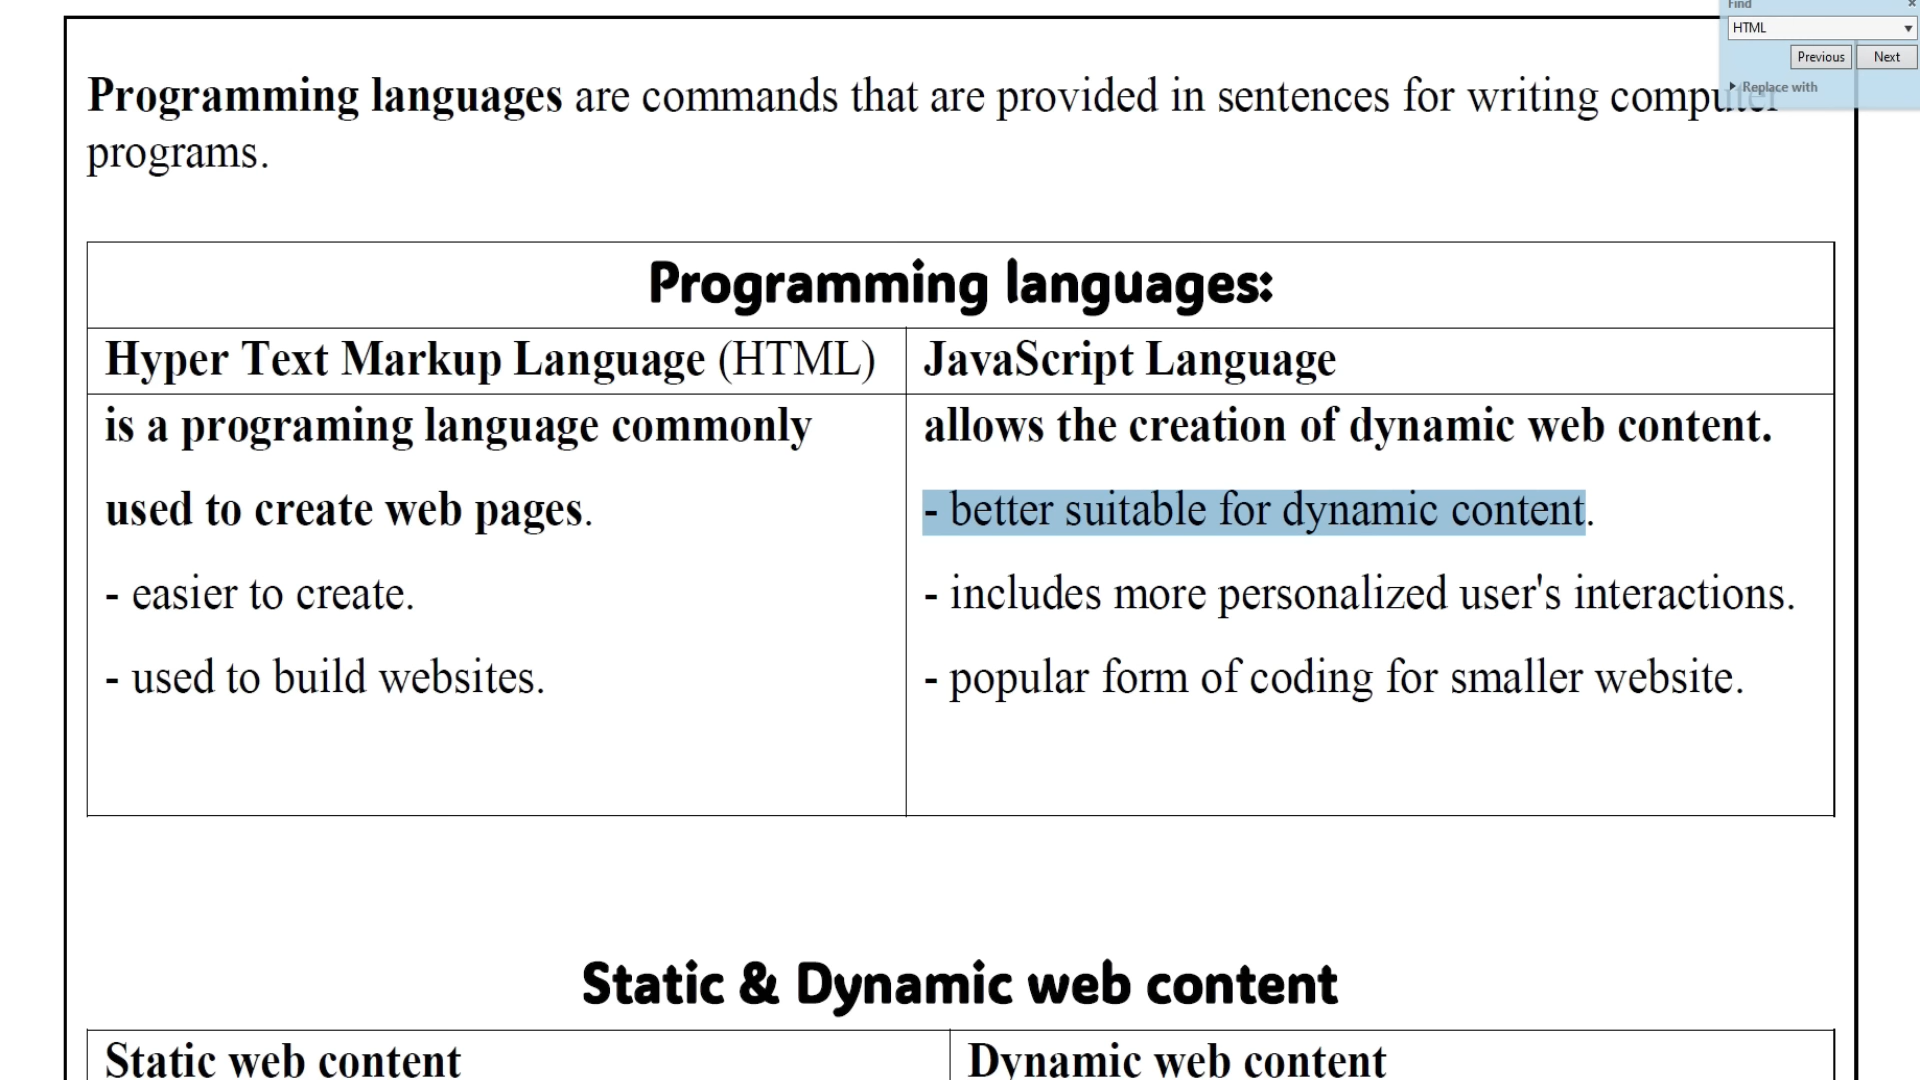 Find
HTML
Previous Next
Replace with
Programming languages are commands that are provided in sentences for writing computer
programs.
Programming languages:
Hyper Text Markup Language (HTML)
JavaScript Language
is a programing language commonly
used to create web pages.
- easier to create.
- used to build websites.
allows the creation of dynamic web content.
- better suitable for dynamic content.
- includes more personalized user's interactions.
- popular form of coding for smaller website.
Static & Dynamic web content
Static web content
Dynamic web content